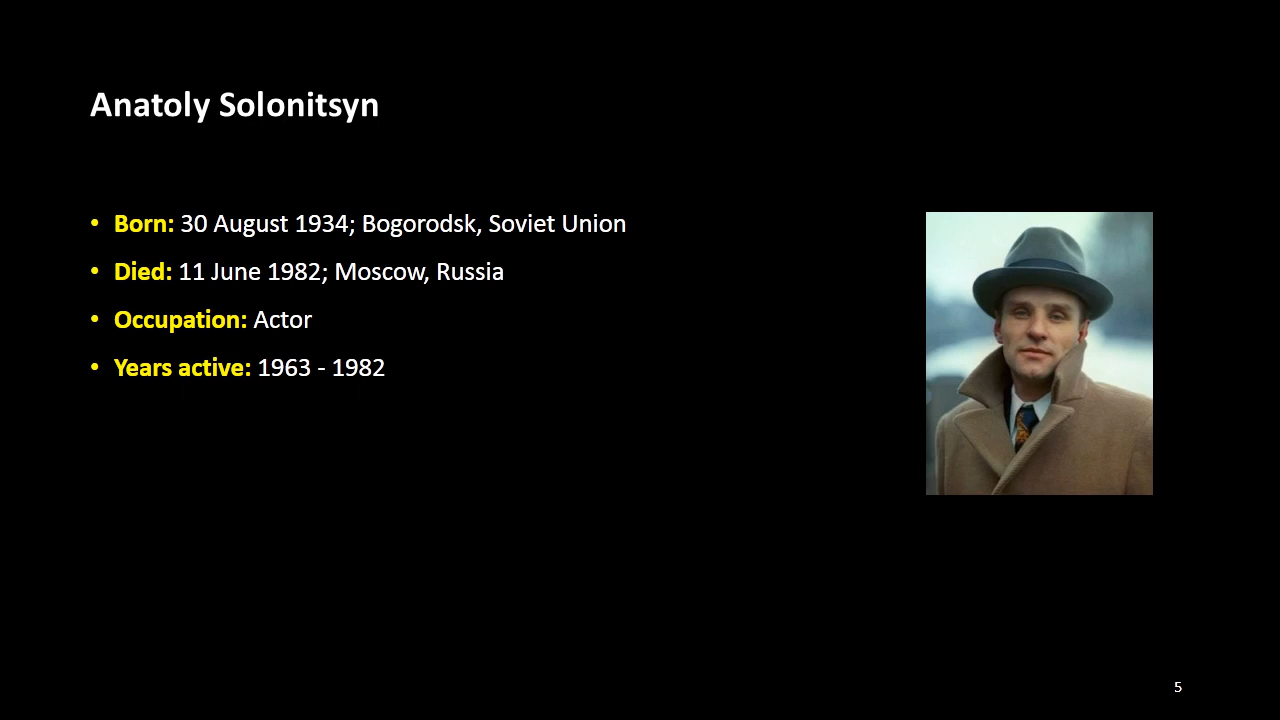 Anatoly Solonitsyn
• Born: 30 August 1934; Bogorodsk, Soviet Union
• Died: 11 June 1982; Moscow, Russia
• Occupation: Actor
• Years active: 1963 - 1982
5